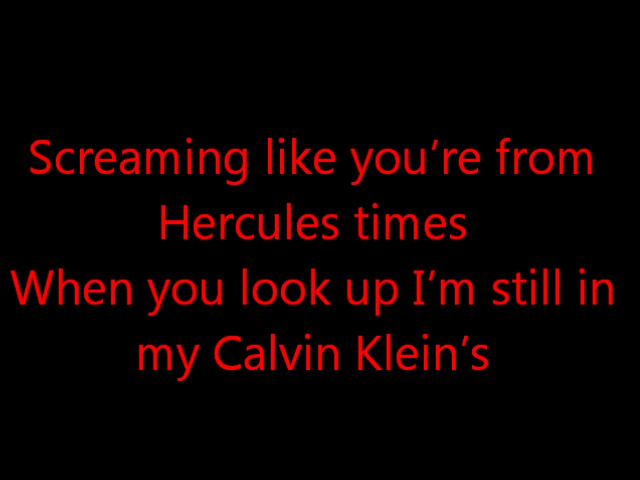 Screaming like you’re from
Hercules times
When you look up I’m still in
my Calvin Klein’s